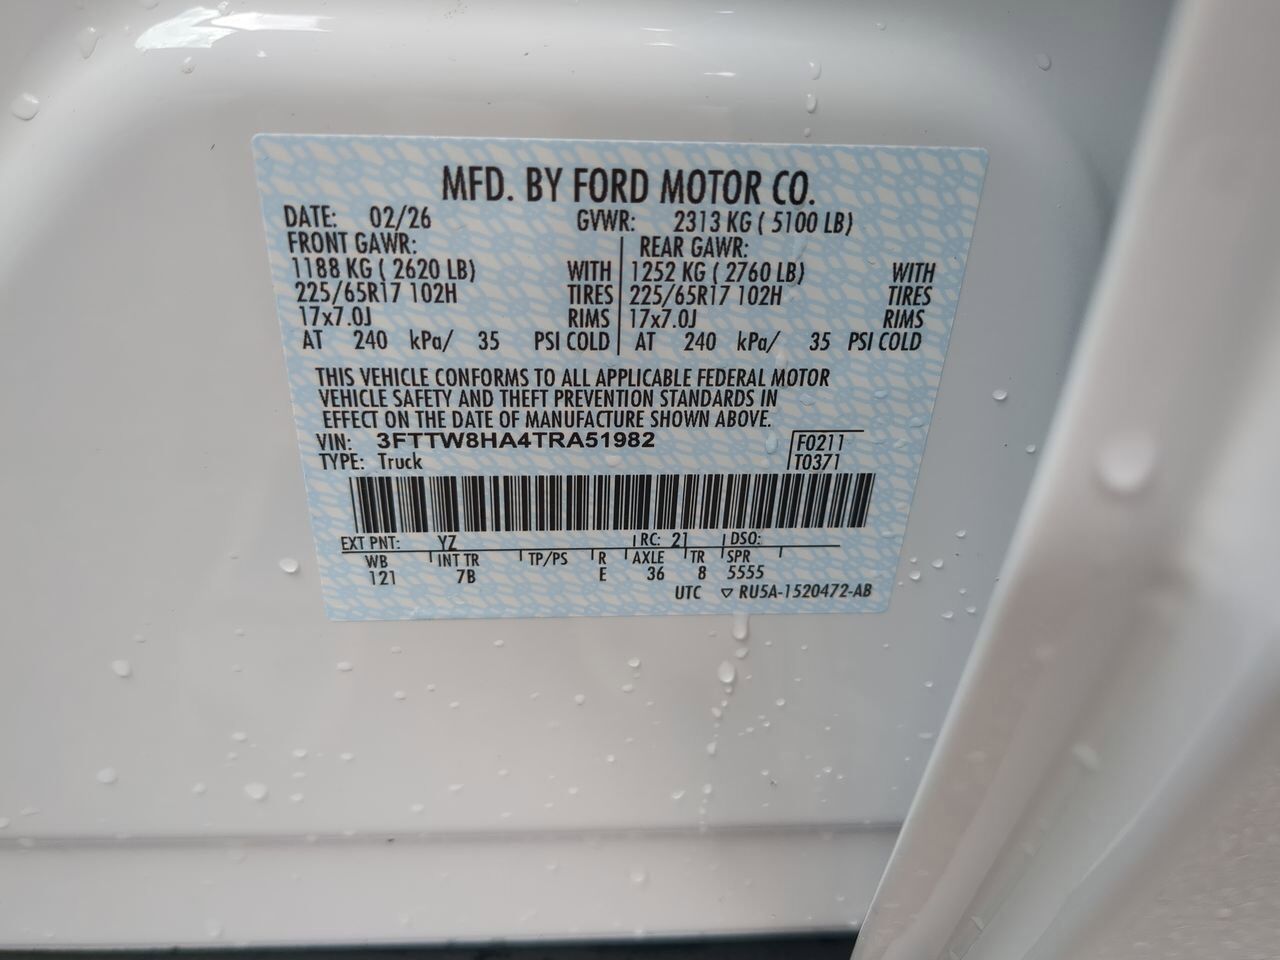 MFD. BY FORD MOTOR CO.
DATE: 02/26 GVWR: 2313 KG ( 5100 LB)
FRONT GAWR: REAR GAWR:
1188 KG ( 2620 LB) WITH 1252 KG ( 2760 LB) WITH
225/65R17 102H TIRES 225/65R17 102H TIRES
17x7.0J RIMS 17x7.0J RIMS
AT 240 kPa/ 35 PSI COLD AT 240 kPa/ 35 PSI COLD
THIS VEHICLE CONFORMS TO ALL APPLICABLE FEDERAL MOTOR
VEHICLE SAFETY AND THEFT PREVENTION STANDARDS IN
EFFECT ON THE DATE OF MANUFACTURE SHOWN ABOVE.
VIN: 3FTTW8HA4TRA51982 F0211
TYPE: Truck T0371
EXT PNT: YZ RC: 21 DSO:
WB INT TR TP/PS R AXLE TR SPR
121 7B E 36 8 5555
UTC ▽ RU5A-1520472-AB